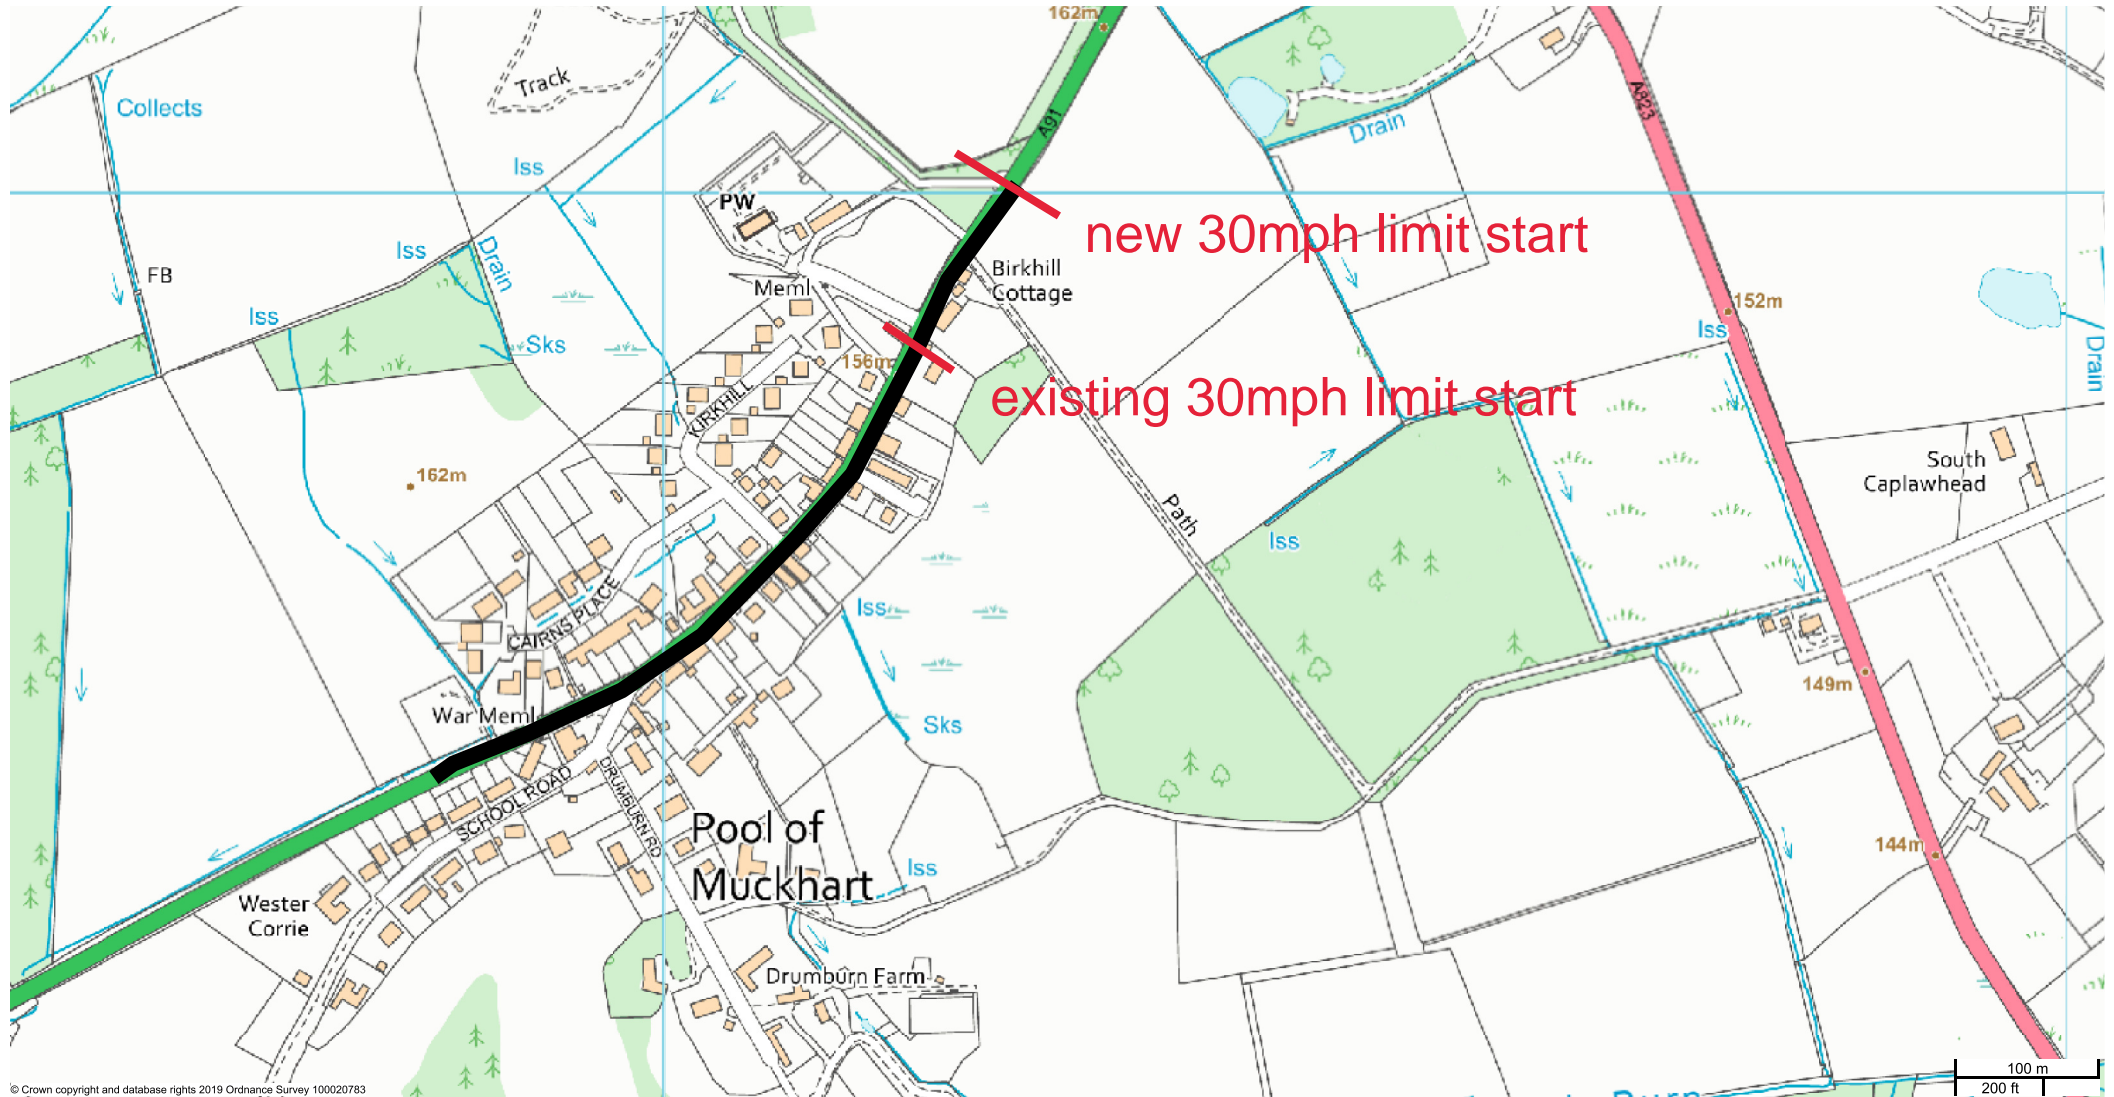 162m
Track
Collects
A91
A823
Drain
Iss
PW
new 30mph limit start
Iss
Drain
FB
Birkhill
Cottage
Meml
152m
Iss
Iss
Sks
156m
Drain
existing 30mph limit start
KIRKHILL
162m
South
Caplawhead
Path
Iss
Iss
CAIRNS PLACE
149m
War Meml
Sks
SCHOOL ROAD
DRUMBURN RD
Pool of
Muckhart
144m
Iss
Wester
Corrie
Drumburn Farm
100 m
200 ft
© Crown copyright and database rights 2019 Ordnance Survey 100020783